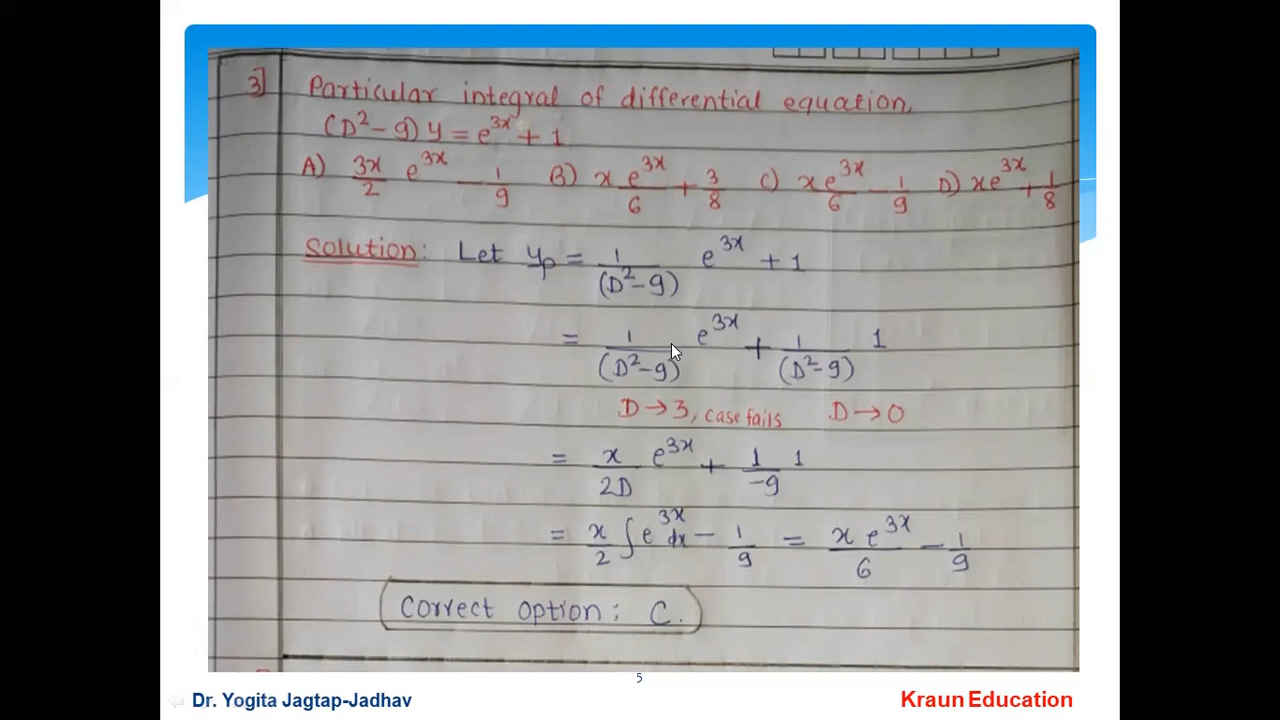 3] Particular integral of differential equation,
(D² – 9) y = e^{3x} + 1
A) 3x/2 e^{3x} – 1/9 B) x e^{3x}/6 + 3/8 C) x e^{3x}/6 – 1/9 D) x e^{3x} + 1/8
Solution: Let yₚ = 1/(D² – 9) e^{3x} + 1
= 1/(D² – 9) e^{3x} + 1/(D² – 9) 1
D → 3, case fails D → 0
= x/2D e^{3x} + 1/–9 1
= x/2 ∫ e^{3x} dx – 1/9 = x e^{3x}/6 – 1/9
Correct option: C.
5
Dr. Yogita Jagtap-Jadhav Kraun Education